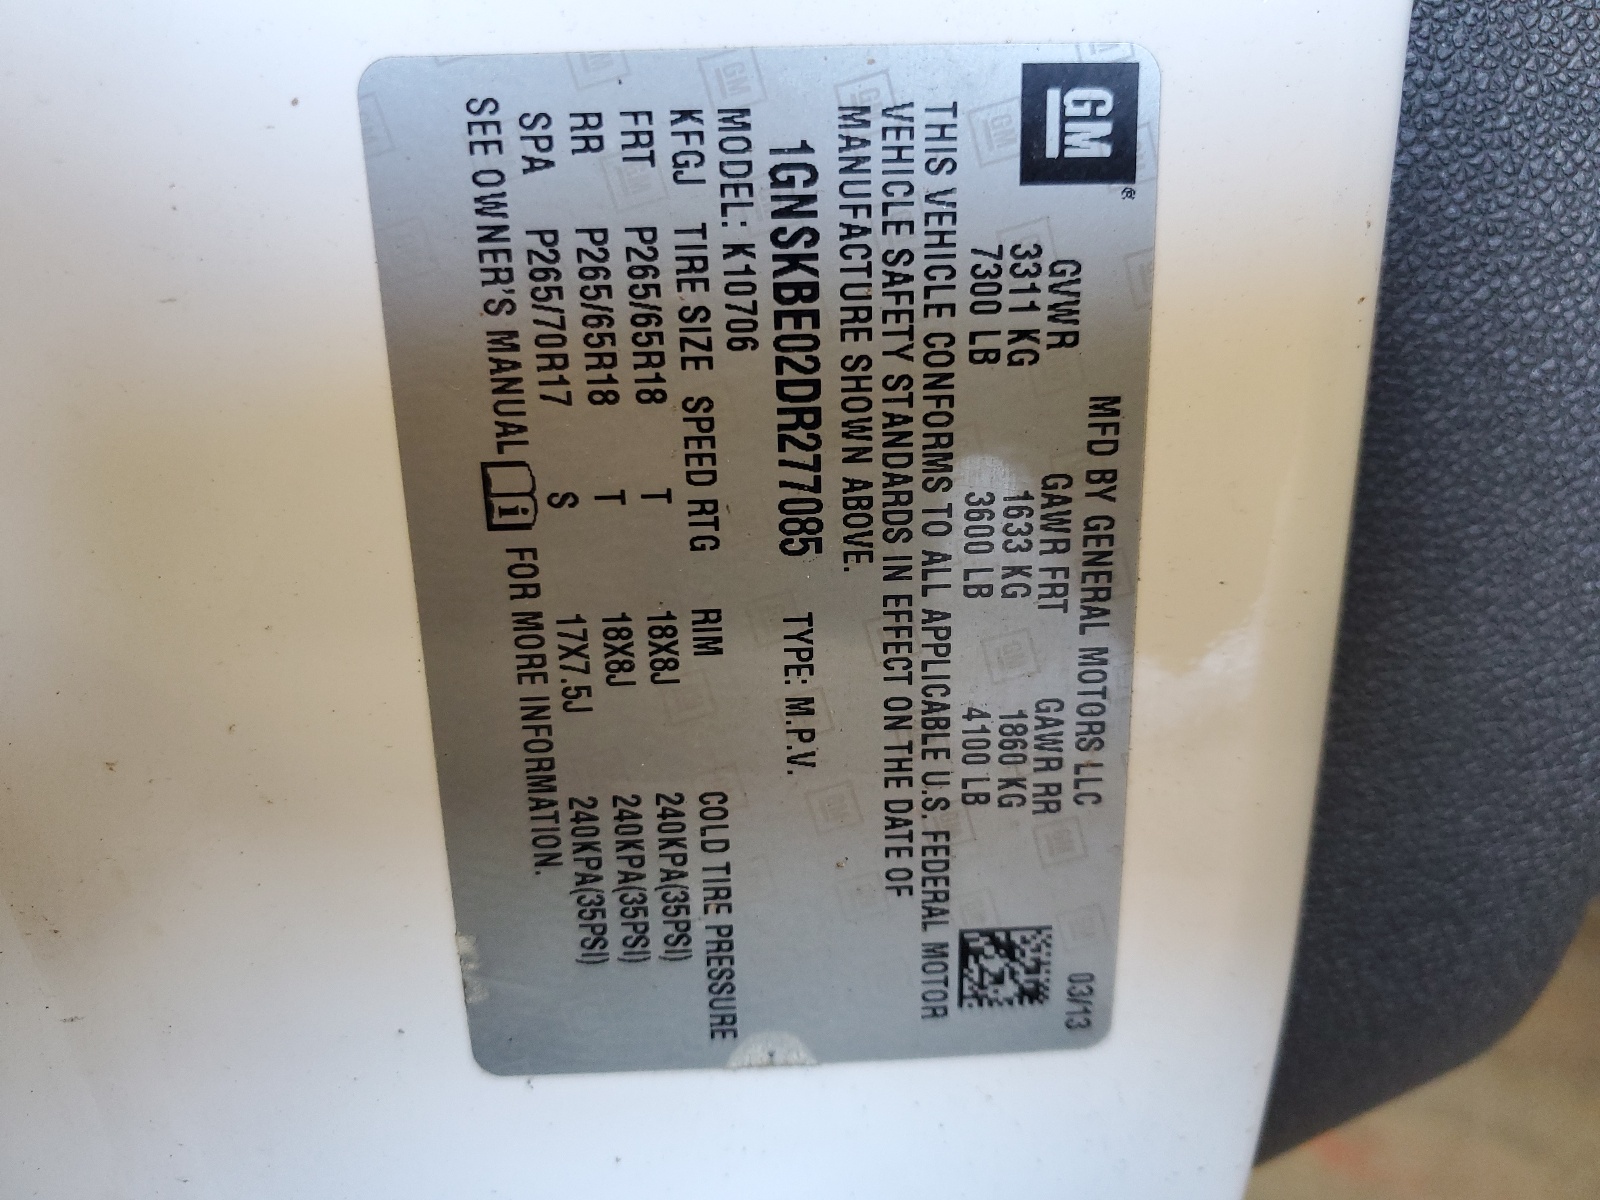 GM®
MFD BY GENERAL MOTORS LLC 03/13
GVWR GAWR FRT GAWR RR
3311 KG 1633 KG 1860 KG
7300 LB 3600 LB 4100 LB
THIS VEHICLE CONFORMS TO ALL APPLICABLE U.S. FEDERAL MOTOR
VEHICLE SAFETY STANDARDS IN EFFECT ON THE DATE OF
MANUFACTURE SHOWN ABOVE.
1GNSKBE02DR277085 TYPE: M.P.V.
MODEL: K10706
KFGJ TIRE SIZE SPEED RTG RIM COLD TIRE PRESSURE
FRT P265/65R18 T 18X8J 240KPA(35PSI)
RR P265/65R18 T 18X8J 240KPA(35PSI)
SPA P265/70R17 S 17X7.5J 240KPA(35PSI)
SEE OWNER'S MANUAL i FOR MORE INFORMATION.